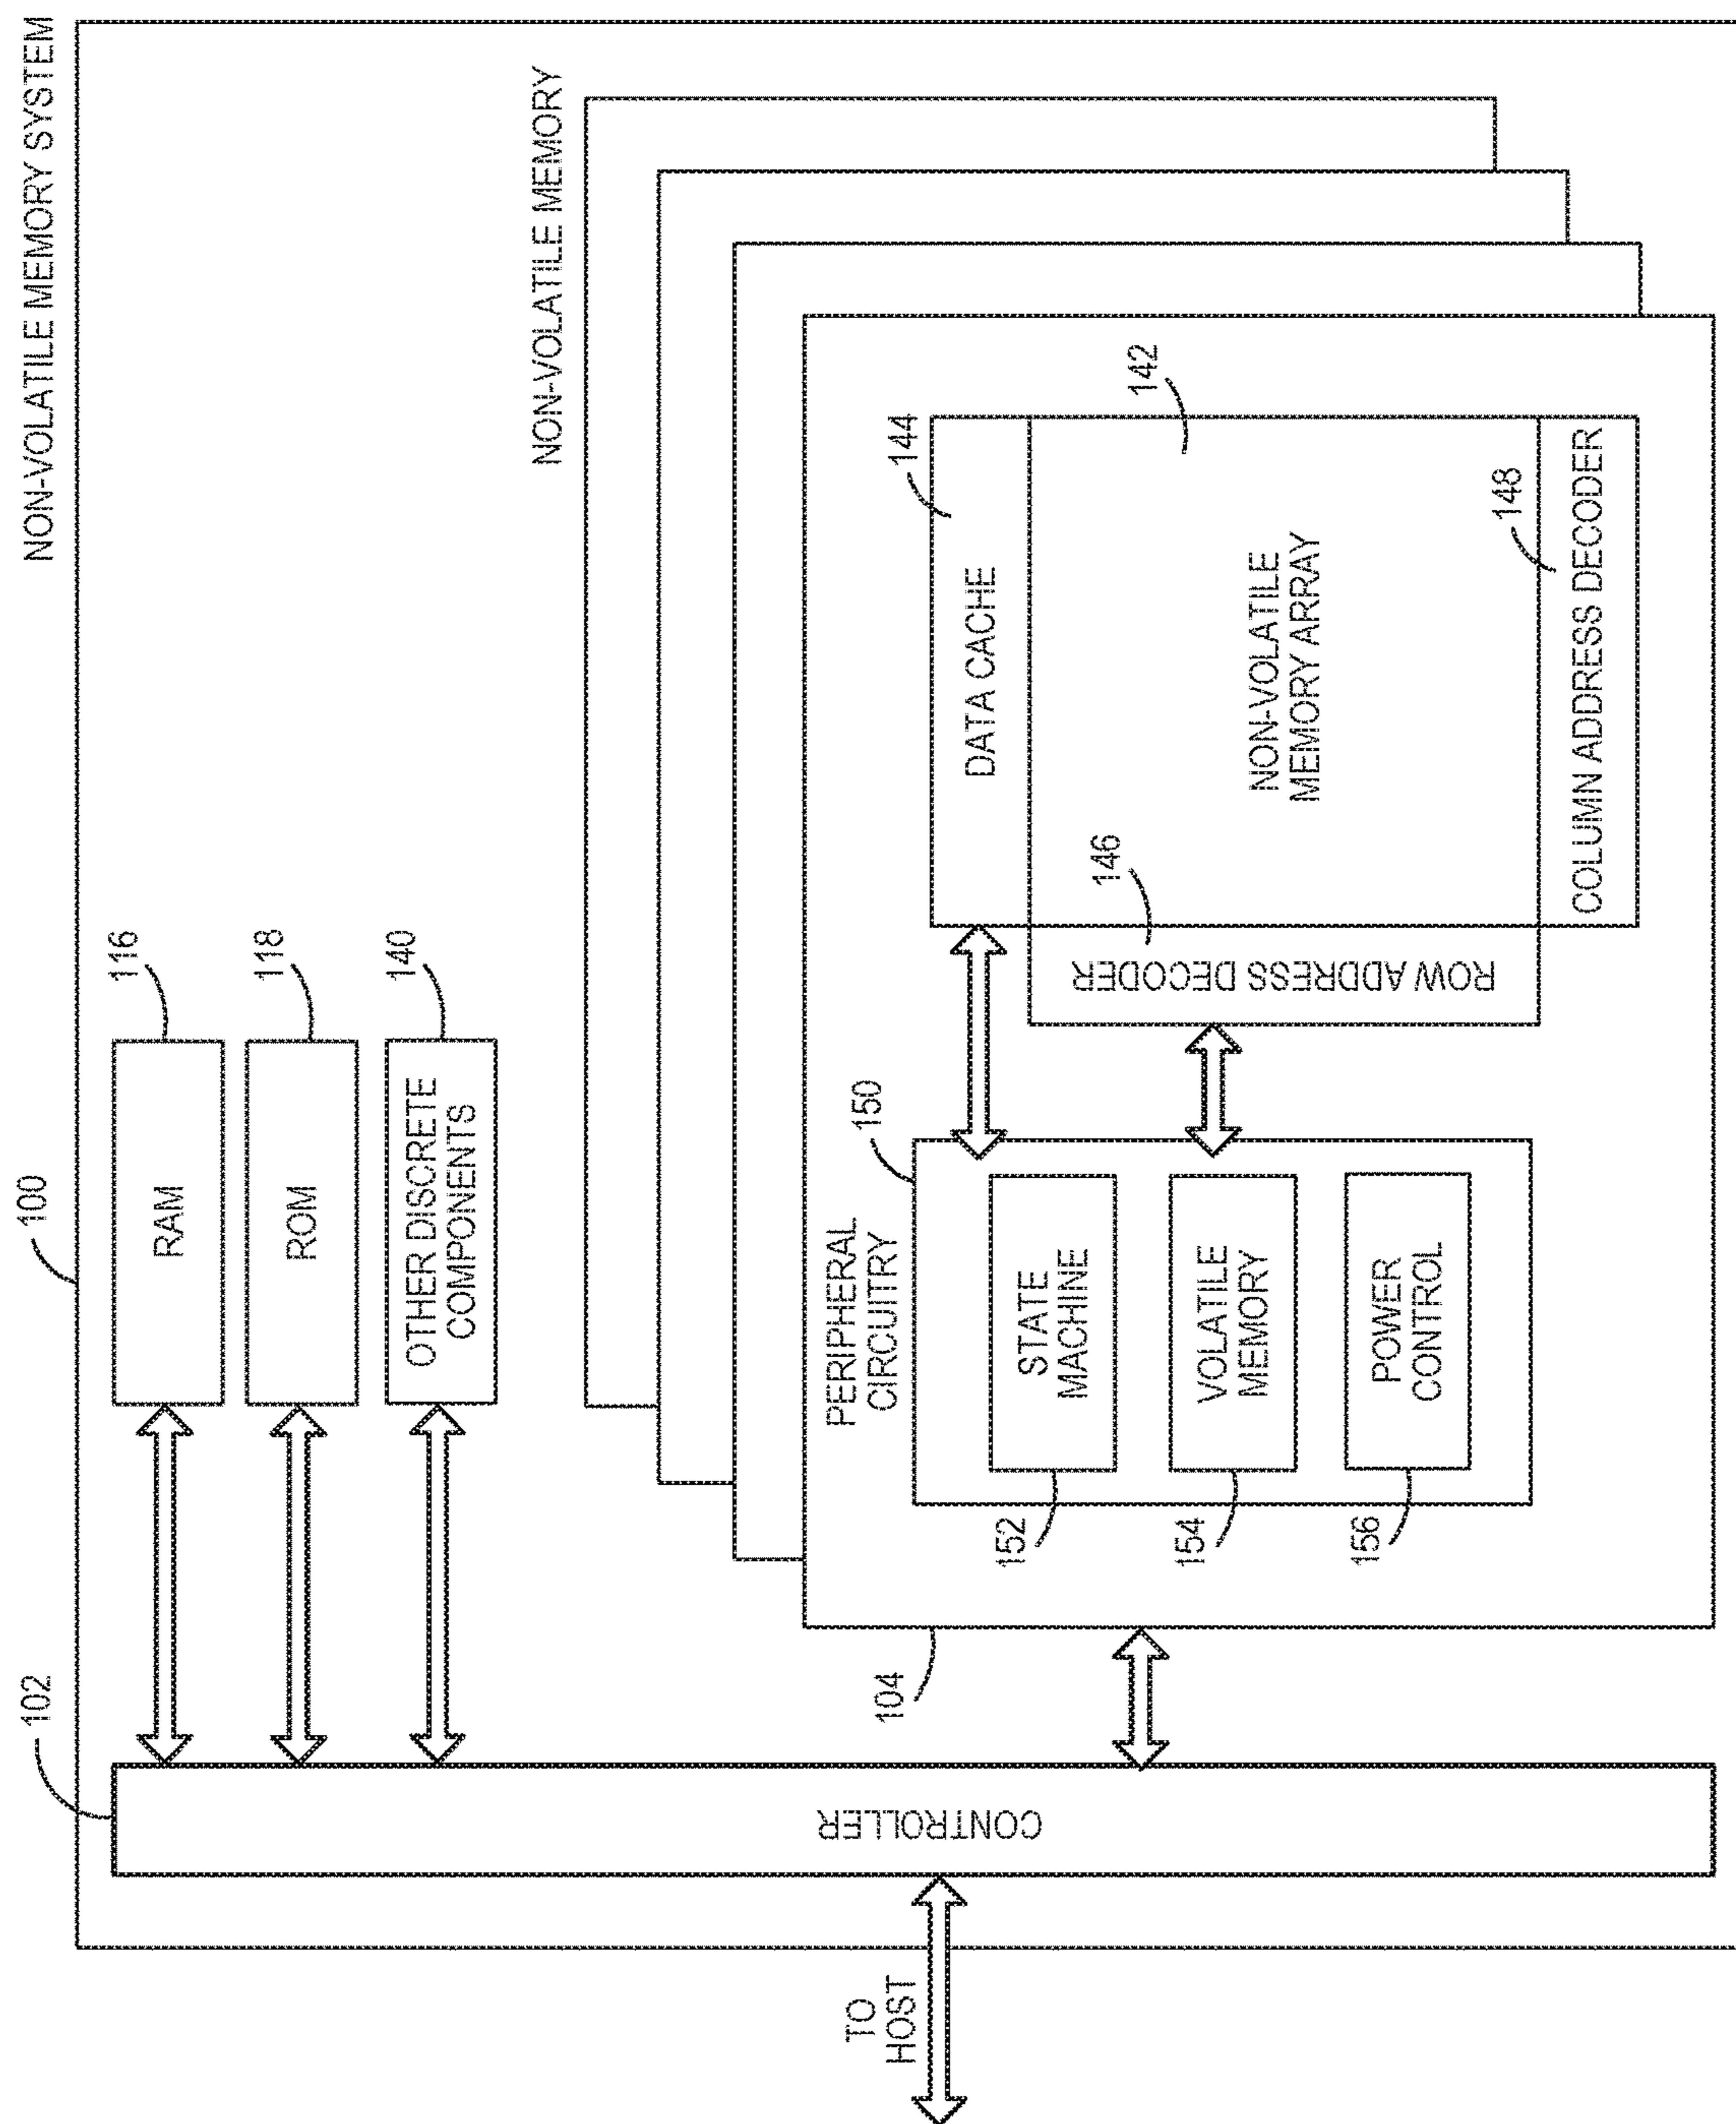 NON-VOLATILE MEMORY SYSTEM
100
102
116
RAM
118
ROM
140
OTHER DISCRETE
COMPONENTS
NON-VOLATILE MEMORY
TO
HOST
CONTROLLER
104
PERIPHERAL
CIRCUITRY
150
152
STATE
MACHINE
154
VOLATILE
MEMORY
156
POWER
CONTROL
144
DATA CACHE
142
146
ROW ADDRESS DECODER
NON-VOLATILE
MEMORY ARRAY
148
COLUMN ADDRESS DECODER